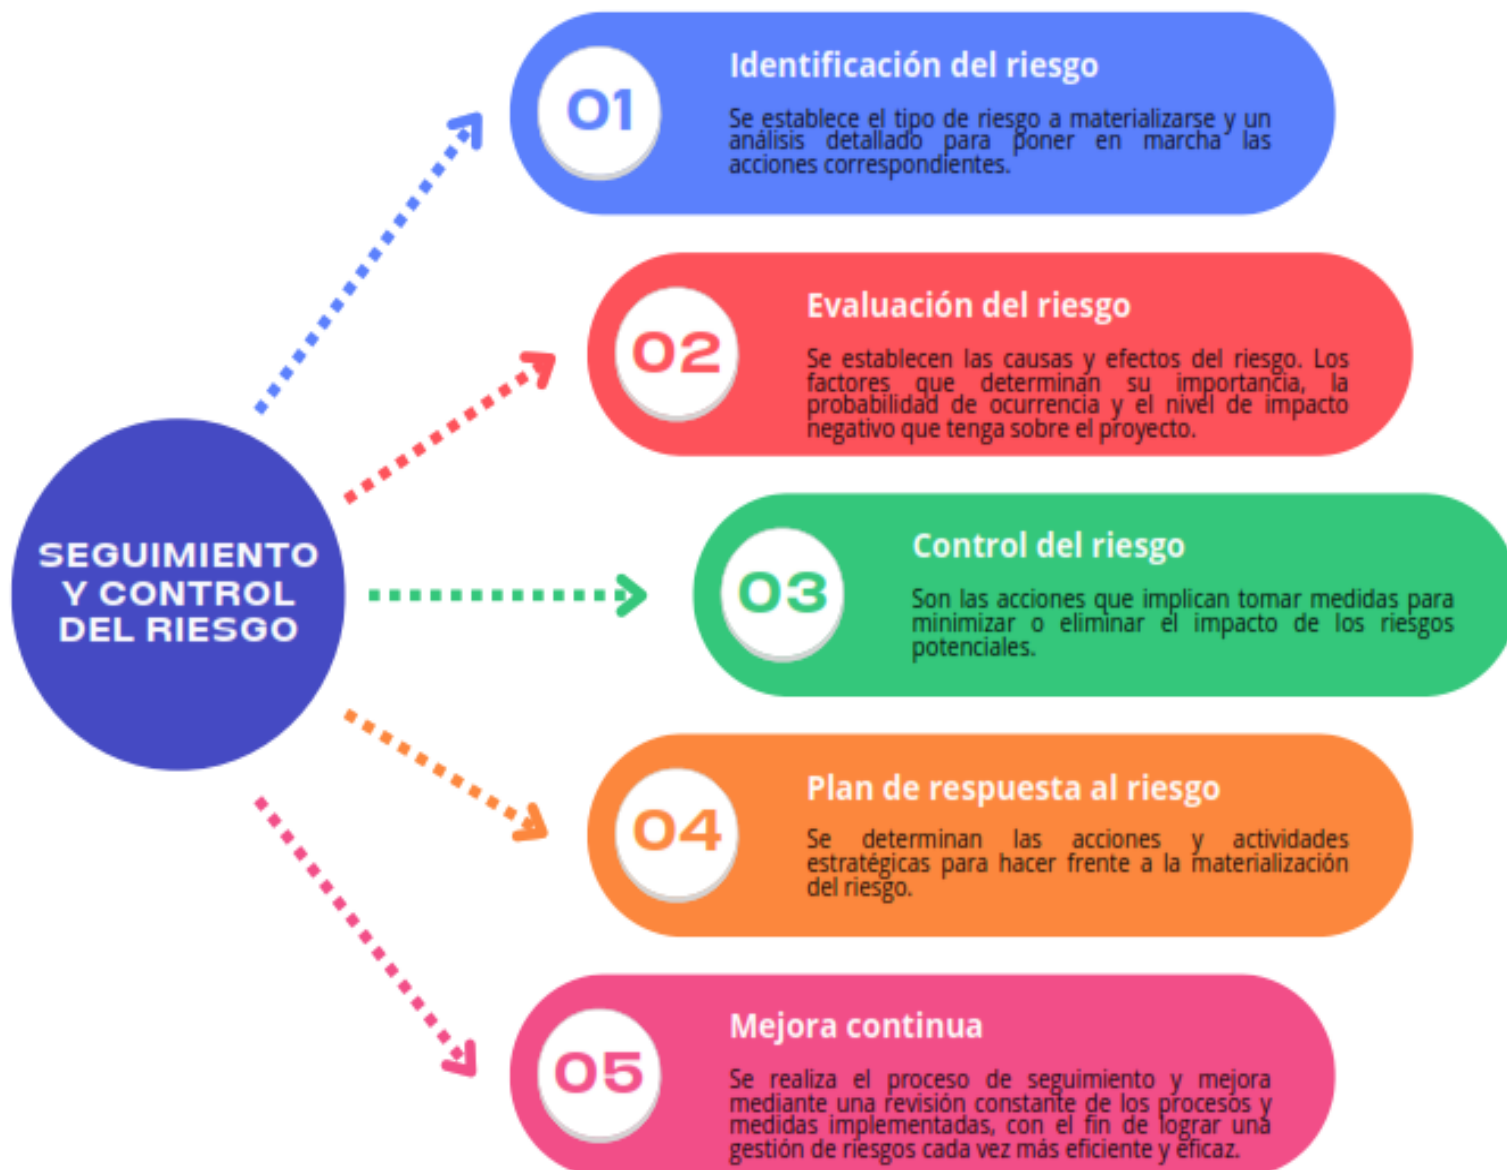 SEGUIMIENTO
Y CONTROL
DEL RIESGO
01
Identificación del riesgo
Se establece el tipo de riesgo a materializarse y un
análisis detallado para poner en marcha las
acciones correspondientes.
02
Evaluación del riesgo
Se establecen las causas y efectos del riesgo. Los
factores que determinan su importancia, la
probabilidad de ocurrencia y el nivel de impacto
negativo que tenga sobre el proyecto.
03
Control del riesgo
Son las acciones que implican tomar medidas para
minimizar o eliminar el impacto de los riesgos
potenciales.
04
Plan de respuesta al riesgo
Se determinan las acciones y actividades
estratégicas para hacer frente a la materialización
del riesgo.
05
Mejora continua
Se realiza el proceso de seguimiento y mejora
mediante una revisión constante de los procesos y
medidas implementadas, con el fin de lograr una
gestión de riesgos cada vez más eficiente y eficaz.